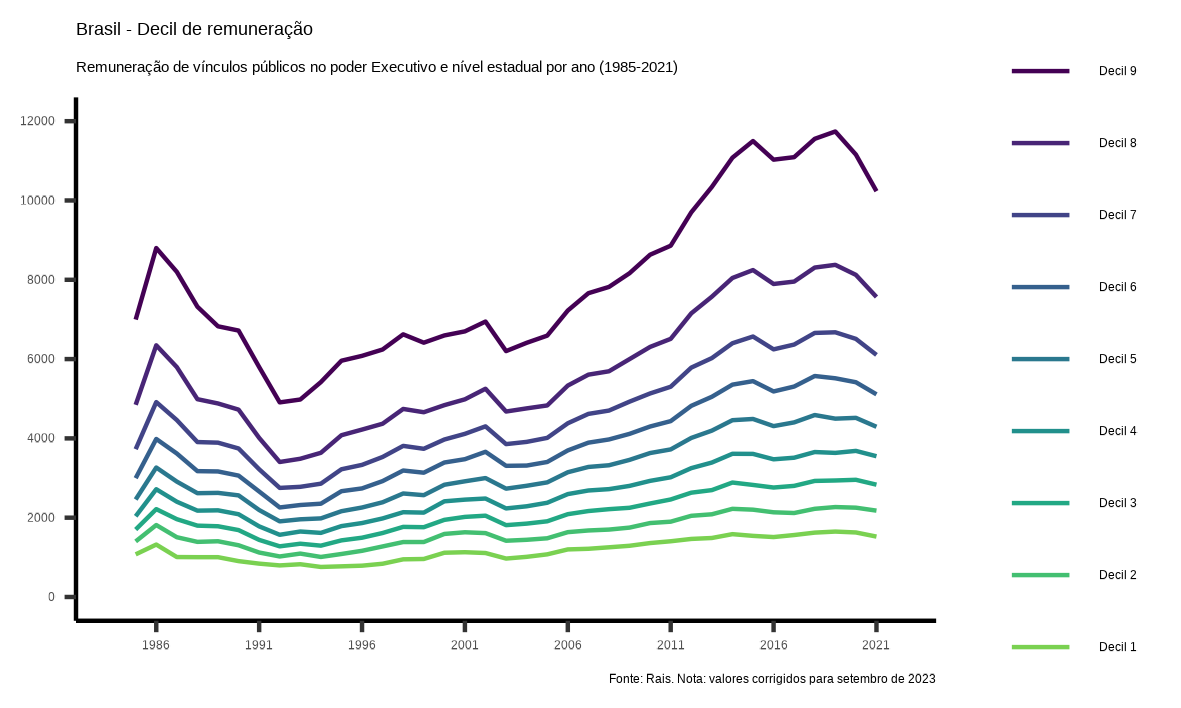 Brasil - Decil de remuneração
Remuneração de vínculos públicos no poder Executivo e nível estadual por ano (1985-2021)
12000
10000
8000
6000
4000
2000
0
1986 1991 1996 2001 2006 2011 2016 2021
Fonte: Rais. Nota: valores corrigidos para setembro de 2023
Decil 9
Decil 8
Decil 7
Decil 6
Decil 5
Decil 4
Decil 3
Decil 2
Decil 1